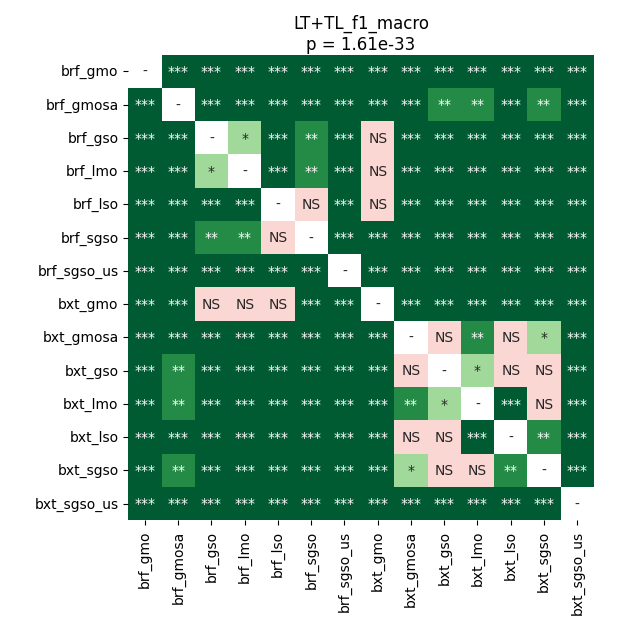 LT+TL_f1_macro
p = 1.61e-33
brf_gmo - *** *** *** *** *** *** *** *** *** *** *** *** ***
brf_gmosa *** - *** *** *** *** *** *** *** ** ** *** ** ***
brf_gso *** *** - * *** ** *** NS *** *** *** *** *** ***
brf_lmo *** *** * - *** ** *** NS *** *** *** *** *** ***
brf_lso *** *** *** *** - NS *** NS *** *** *** *** *** ***
brf_sgso *** *** ** ** NS - *** *** *** *** *** *** *** ***
brf_sgso_us *** *** *** *** *** *** - *** *** *** *** *** *** ***
bxt_gmo *** *** NS NS NS *** *** - *** *** *** *** *** ***
bxt_gmosa *** *** *** *** *** *** *** *** - NS ** NS * ***
bxt_gso *** ** *** *** *** *** *** *** NS - * NS NS ***
bxt_lmo *** ** *** *** *** *** *** *** ** * - *** NS ***
bxt_lso *** *** *** *** *** *** *** *** NS NS *** - ** ***
bxt_sgso *** ** *** *** *** *** *** *** * NS NS ** - ***
bxt_sgso_us *** *** *** *** *** *** *** *** *** *** *** *** *** -
brf_gmo
brf_gmosa
brf_gso
brf_lmo
brf_lso
brf_sgso
brf_sgso_us
bxt_gmo
bxt_gmosa
bxt_gso
bxt_lmo
bxt_lso
bxt_sgso
bxt_sgso_us